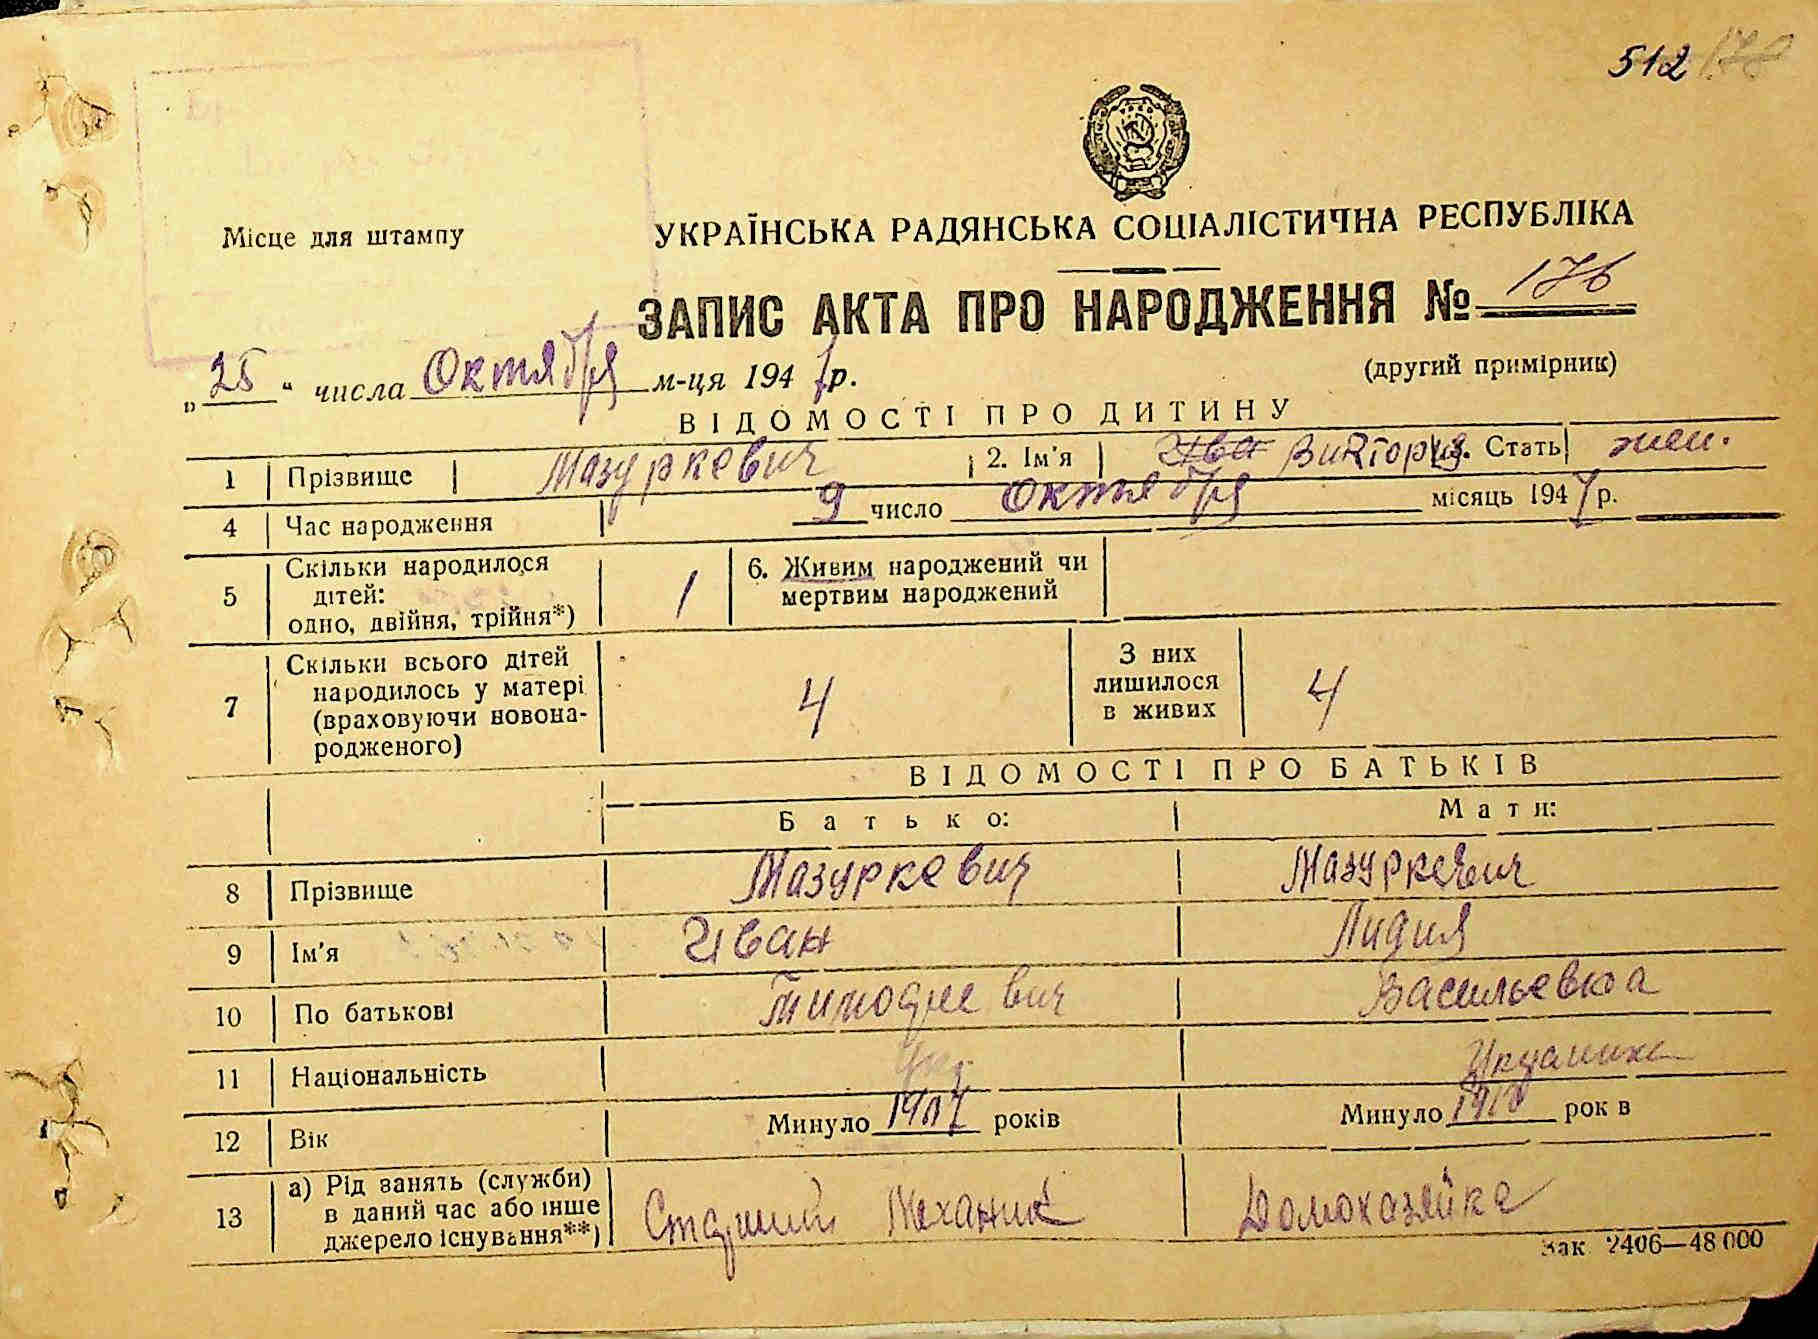 512 178
Місце для штампу
УКРАЇНСЬКА РАДЯНСЬКА СОЦІАЛІСТИЧНА РЕСПУБЛІКА
ЗАПИС АКТА ПРО НАРОДЖЕННЯ № 176
(другий примірник)
„25" числа Октября м-ця 1947 р.
ВІДОМОСТІ ПРО ДИТИНУ
1 Прізвище Мазуркевич 2. Ім'я Виктория 3. Стать жен.
4 Час народження 9 число Октября місяць 1947 р.
5 Скільки народилося дітей: одно, двійня, трійня*) 1 6. Живим народжений чи мертвим народжений
7 Скільки всього дітей народилось у матері (враховуючи новонародженого) 4 З них лишилося в живих 4
ВІДОМОСТІ ПРО БАТЬКІВ
Батько: Мати:
8 Прізвище Мазуркевич Мазуркевич
9 Ім'я Иван Лидия
10 По батькові Васильевна
11 Національність Укр
12 Вік Минуло 1907 років Минуло 1910 рок в
13 а) Рід занять (служби) в даний час або інше джерело існування**) Старший Механик Домохазяйка
Зак 2406—48 000